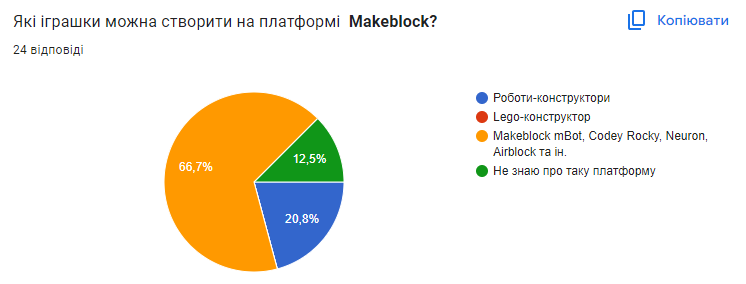 Які іграшки можна створити на платформі Makeblock?
Копіювати
24 відповіді
Роботи-конструктори
Lego-конструктор
Makeblock mBot, Codey Rocky, Neuron,
Airblock та ін.
Не знаю про таку платформу
66,7%
12,5%
20,8%